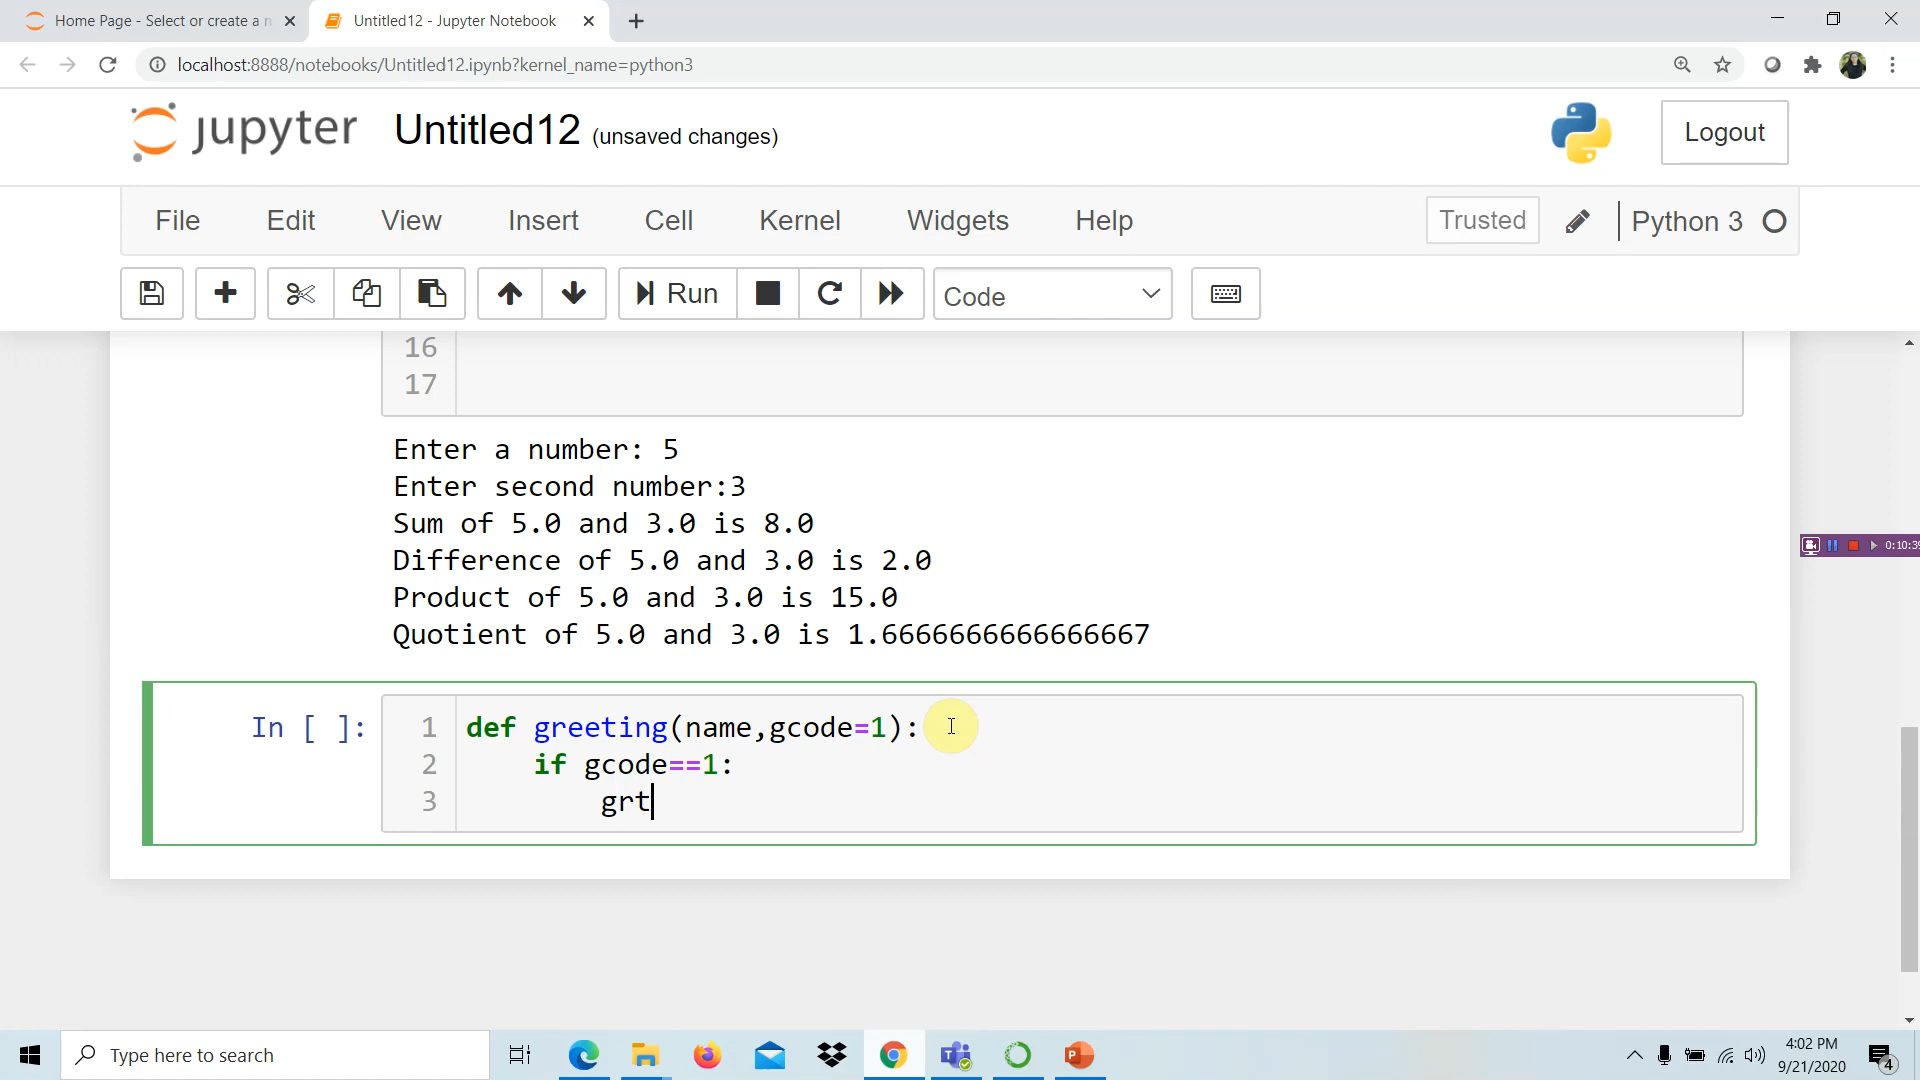 Home Page - Select or create a n
Untitled12 - Jupyter Notebook
localhost:8888/notebooks/Untitled12.ipynb?kernel_name=python3
jupyter Untitled12 (unsaved changes)
Logout
File Edit View Insert Cell Kernel Widgets Help Trusted Python 3
Run Code
16
17
Enter a number: 5
Enter second number:3
Sum of 5.0 and 3.0 is 8.0
Difference of 5.0 and 3.0 is 2.0
Product of 5.0 and 3.0 is 15.0
Quotient of 5.0 and 3.0 is 1.6666666666666667
0:10:39
In [ ]: 1 def greeting(name,gcode=1):
2 if gcode==1:
3 grt
Type here to search
4:02 PM
9/21/2020
4